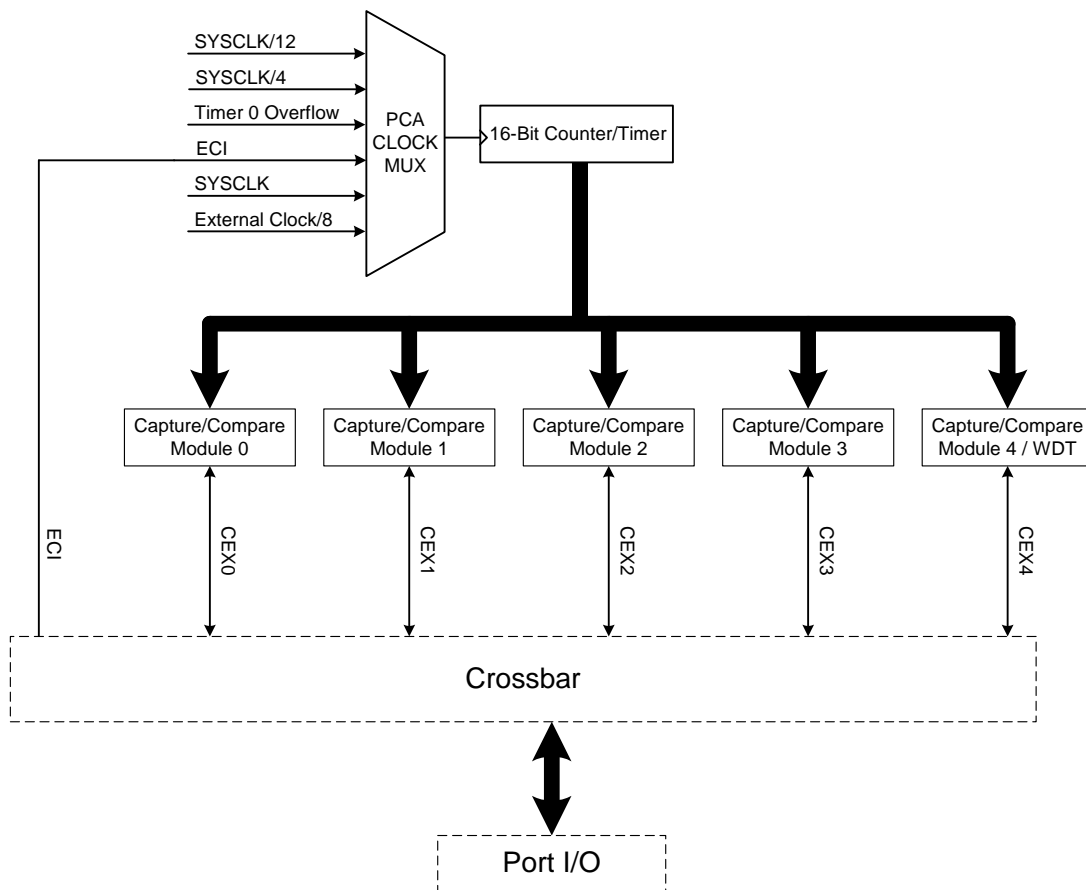 SYSCLK/12
SYSCLK/4
Timer 0 Overflow
ECI
SYSCLK
External Clock/8
PCA
CLOCK
MUX
16-Bit Counter/Timer
Capture/Compare
Module 0
Capture/Compare
Module 1
Capture/Compare
Module 2
Capture/Compare
Module 3
Capture/Compare
Module 4 / WDT
ECI
CEX0
CEX1
CEX2
CEX3
CEX4
Crossbar
Port I/O